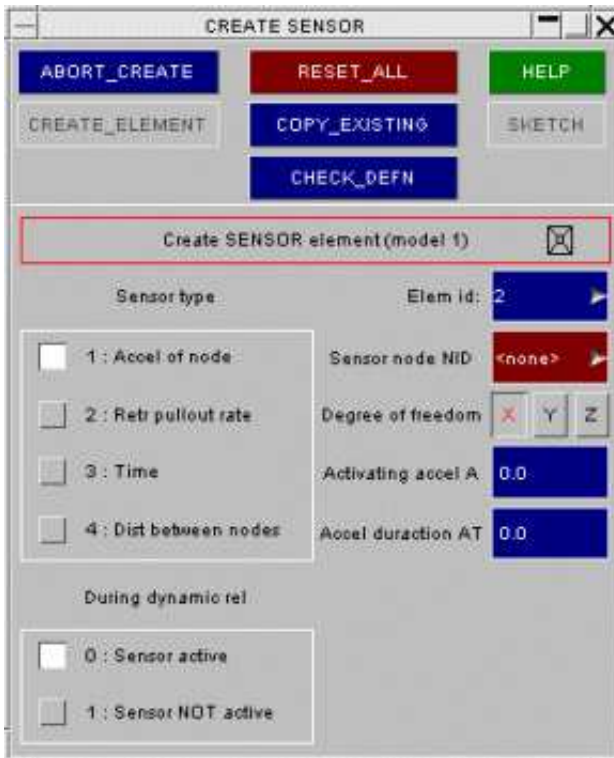 CREATE SENSOR
ABORT_CREATE RESET_ALL HELP
CREATE_ELEMENT COPY_EXISTING SKETCH
CHECK_DEFN
Create SENSOR element (model 1)
Sensor type Elem id: 2
1 : Accel of node Sensor node NID <none>
2 : Retr pullout rate Degree of freedom X Y Z
3 : Time Activating accel A 0.0
4 : Dist between nodes Accel duraction AT 0.0
During dynamic rel
0 : Sensor active
1 : Sensor NOT active